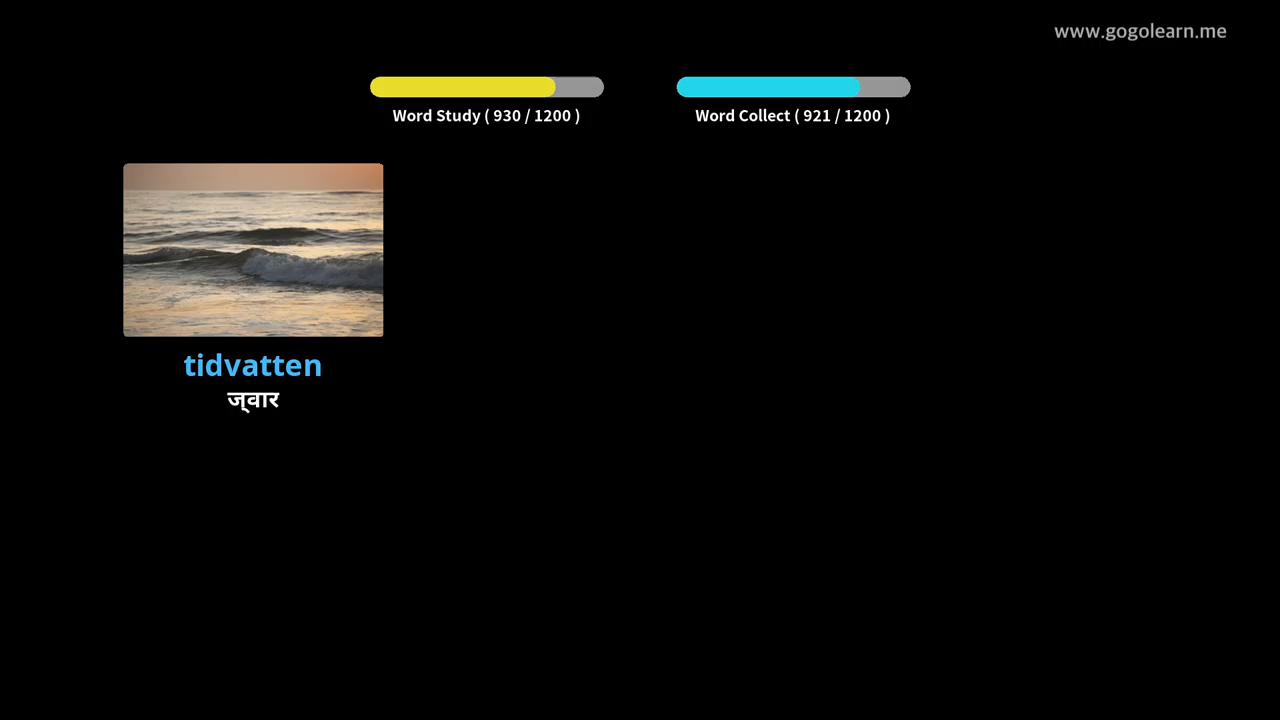 www.gogolearn.me
Word Study ( 930 / 1200 )
Word Collect ( 921 / 1200 )
tidvatten
ज्वार